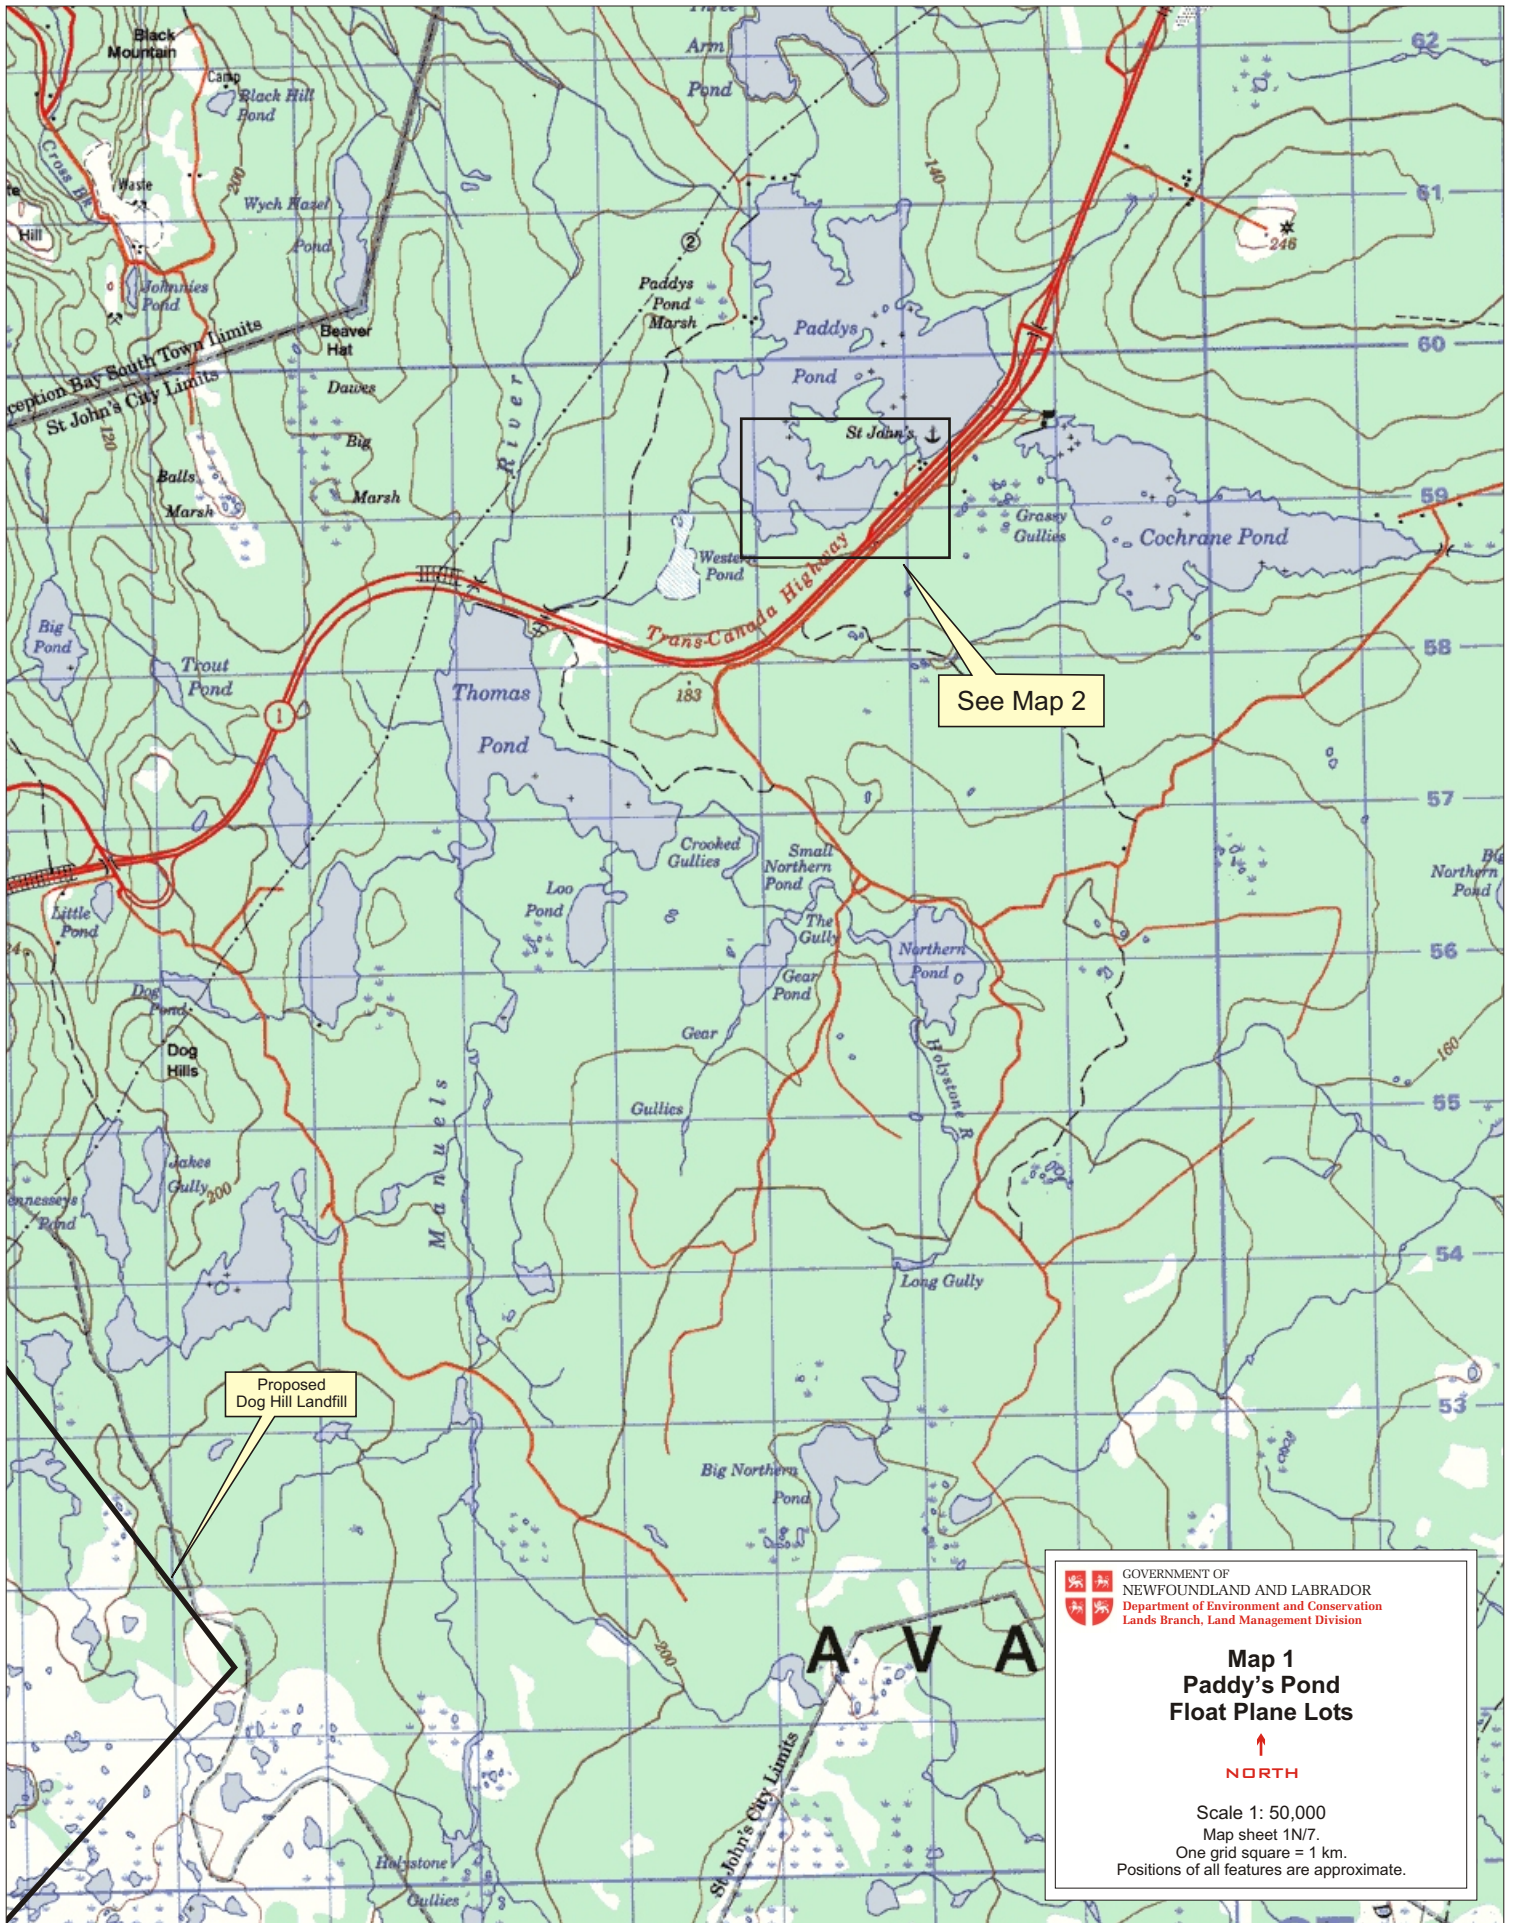 Three
Arm
Pond
62
Black
Mountain
Camp
Black Hill
Pond
Cross Bk
Waste
200
140
61
Hill
Wych Hazel
Pond
2
246
Johnnies
Pond
Paddys
Pond
Marsh
Paddys
Pond
60
Beaver
Hat
ception Bay South Town Limits
St John's City Limits
120
Dawes
Big
Marsh
River
St John's
Balls
Marsh
59
Grassy
Gullies
Cochrane Pond
Western
Pond
Trans-Canada Highway
Big
Pond
58
Trout
Pond
Thomas
Pond
183
See Map 2
1
57
Crooked
Gullies
Small
Northern
Pond
Northern
Pond
Loo
Pond
Little
Pond
The
Gully
Northern
Pond
56
Dog
Pond
Gear
Pond
Dog
Hills
Gear
Gullies
Holystone R
160
55
Manuels
Jakes
Gully
200
ennesseys
Pond
54
Long Gully
Proposed
Dog Hill Landfill
53
Big Northern
Pond
200
A V A
St John's City Limits
Holystone
Gullies
GOVERNMENT OF
NEWFOUNDLAND AND LABRADOR
Department of Environment and Conservation
Lands Branch, Land Management Division
Map 1
Paddy's Pond
Float Plane Lots
NORTH
Scale 1: 50,000
Map sheet 1N/7.
One grid square = 1 km.
Positions of all features are approximate.